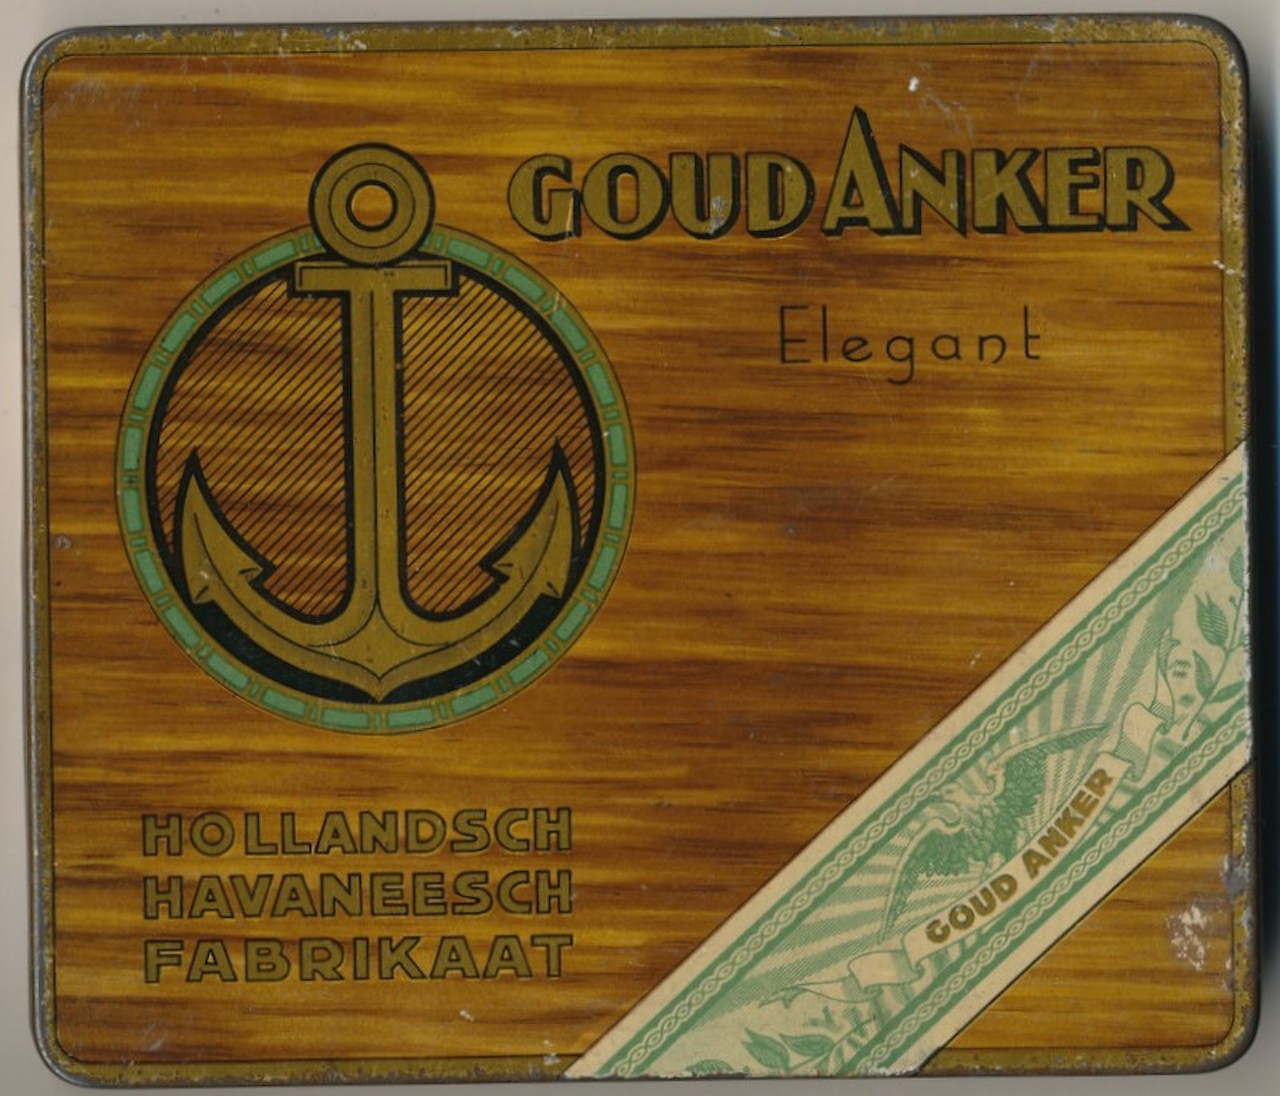 GOUD ANKER
Elegant
HOLLANDSCH
HAVANEESCH
FABRIKAAT
GOUD ANKER